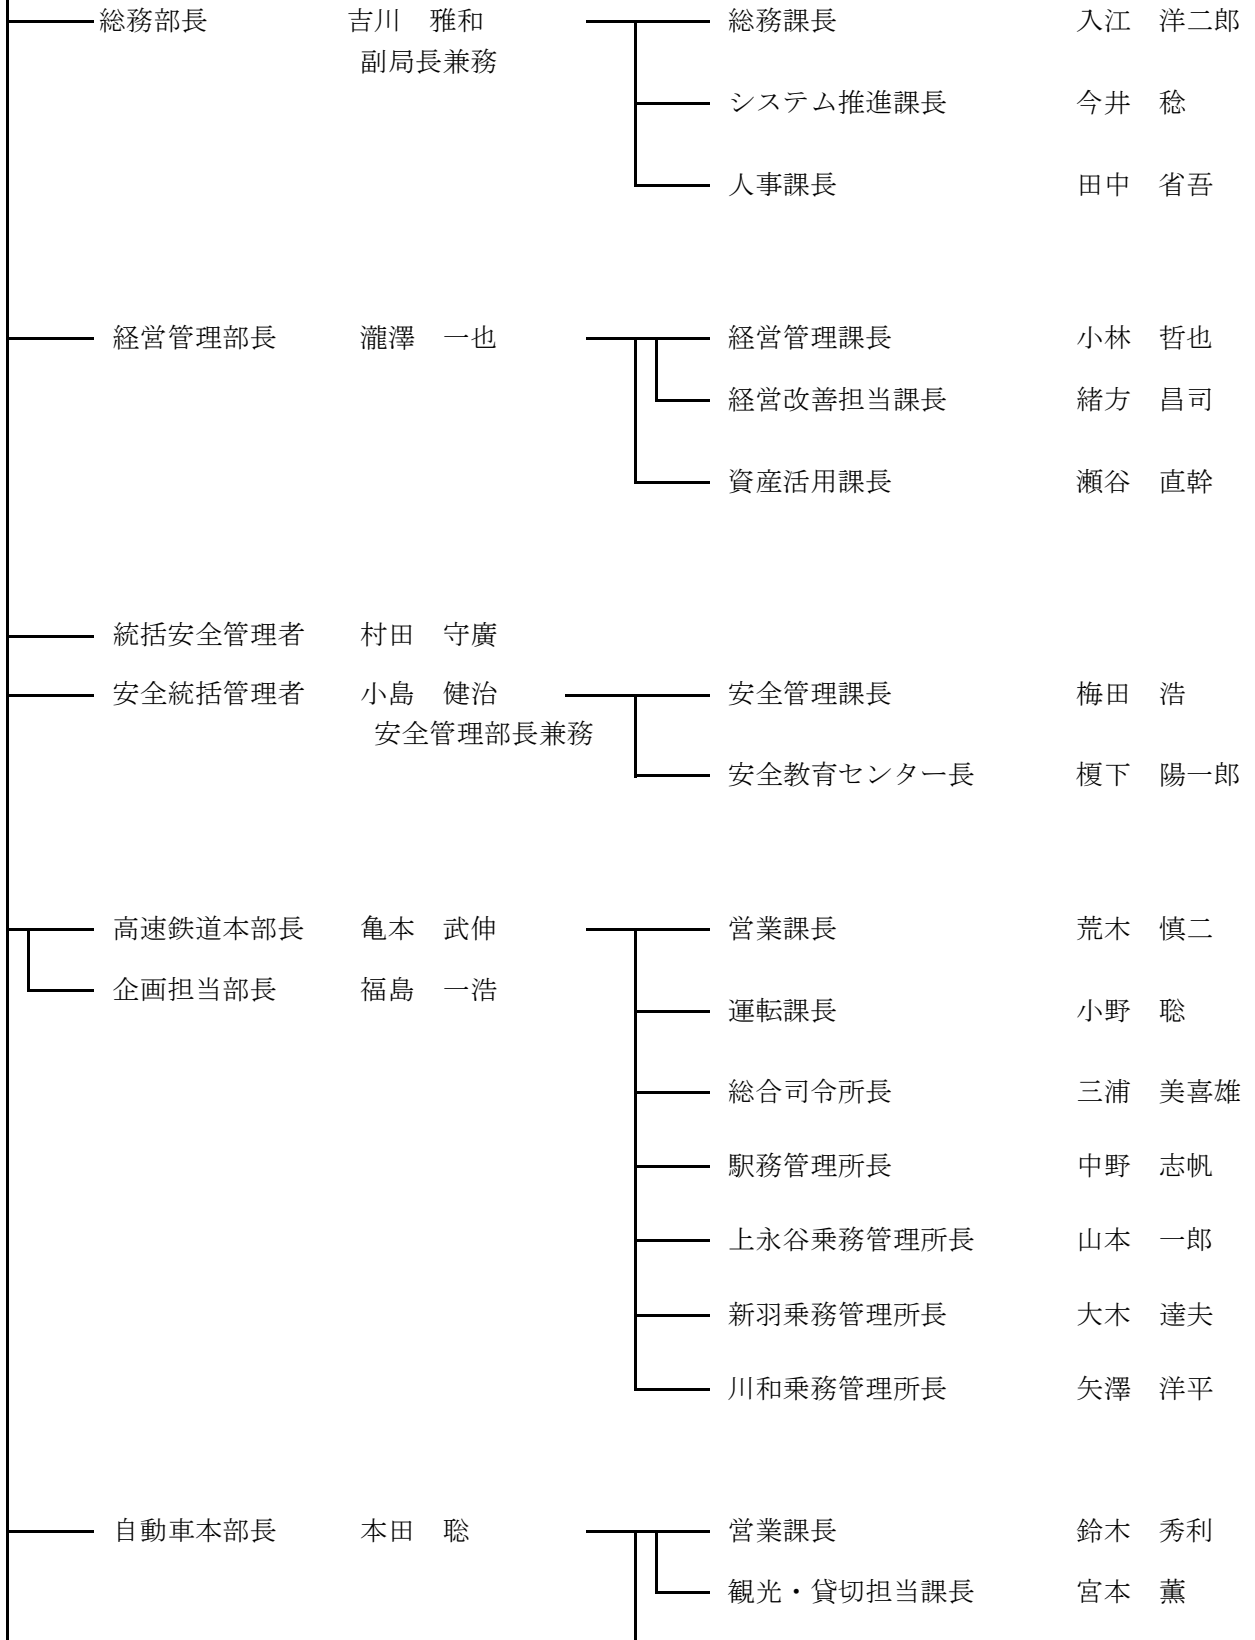 総務部長　吉川　雅和　総務課長　入江　洋二郎
副局長兼務
システム推進課長　今井　稔
人事課長　田中　省吾
経営管理部長　瀧澤　一也　経営管理課長　小林　哲也
経営改善担当課長　緒方　昌司
資産活用課長　瀬谷　直幹
統括安全管理者　村田　守廣
安全統括管理者　小島　健治　安全管理課長　梅田　浩
安全管理部長兼務
安全教育センター長　榎下　陽一郎
高速鉄道本部長　亀本　武伸　営業課長　荒木　慎二
企画担当部長　福島　一浩
運転課長　小野　聡
総合司令所長　三浦　美喜雄
駅務管理所長　中野　志帆
上永谷乗務管理所長　山本　一郎
新羽乗務管理所長　大木　達夫
川和乗務管理所長　矢澤　洋平
自動車本部長　本田　聡　営業課長　鈴木　秀利
観光・貸切担当課長　宮本　薫